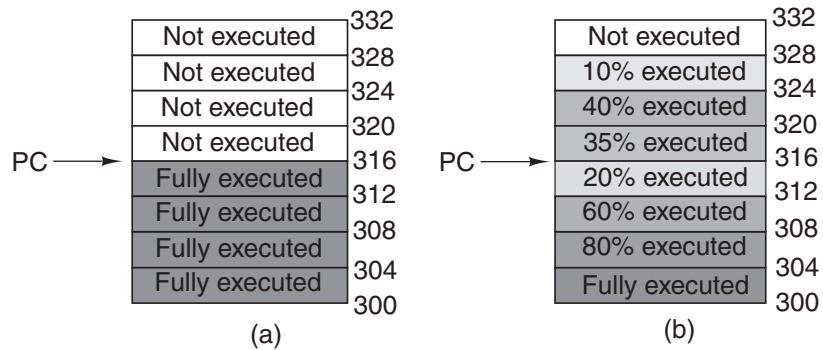 332
Not executed
328
Not executed
324
Not executed
320
Not executed
PC
316
Fully executed
312
Fully executed
308
Fully executed
304
Fully executed
300
(a)
332
Not executed
328
10% executed
324
40% executed
320
35% executed
PC
316
20% executed
312
60% executed
308
80% executed
304
Fully executed
300
(b)